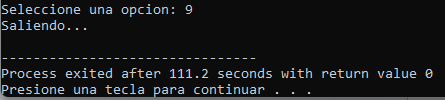 Seleccione una opcion: 9
Saliendo...
--------------------------------
Process exited after 111.2 seconds with return value 0
Presione una tecla para continuar . . .